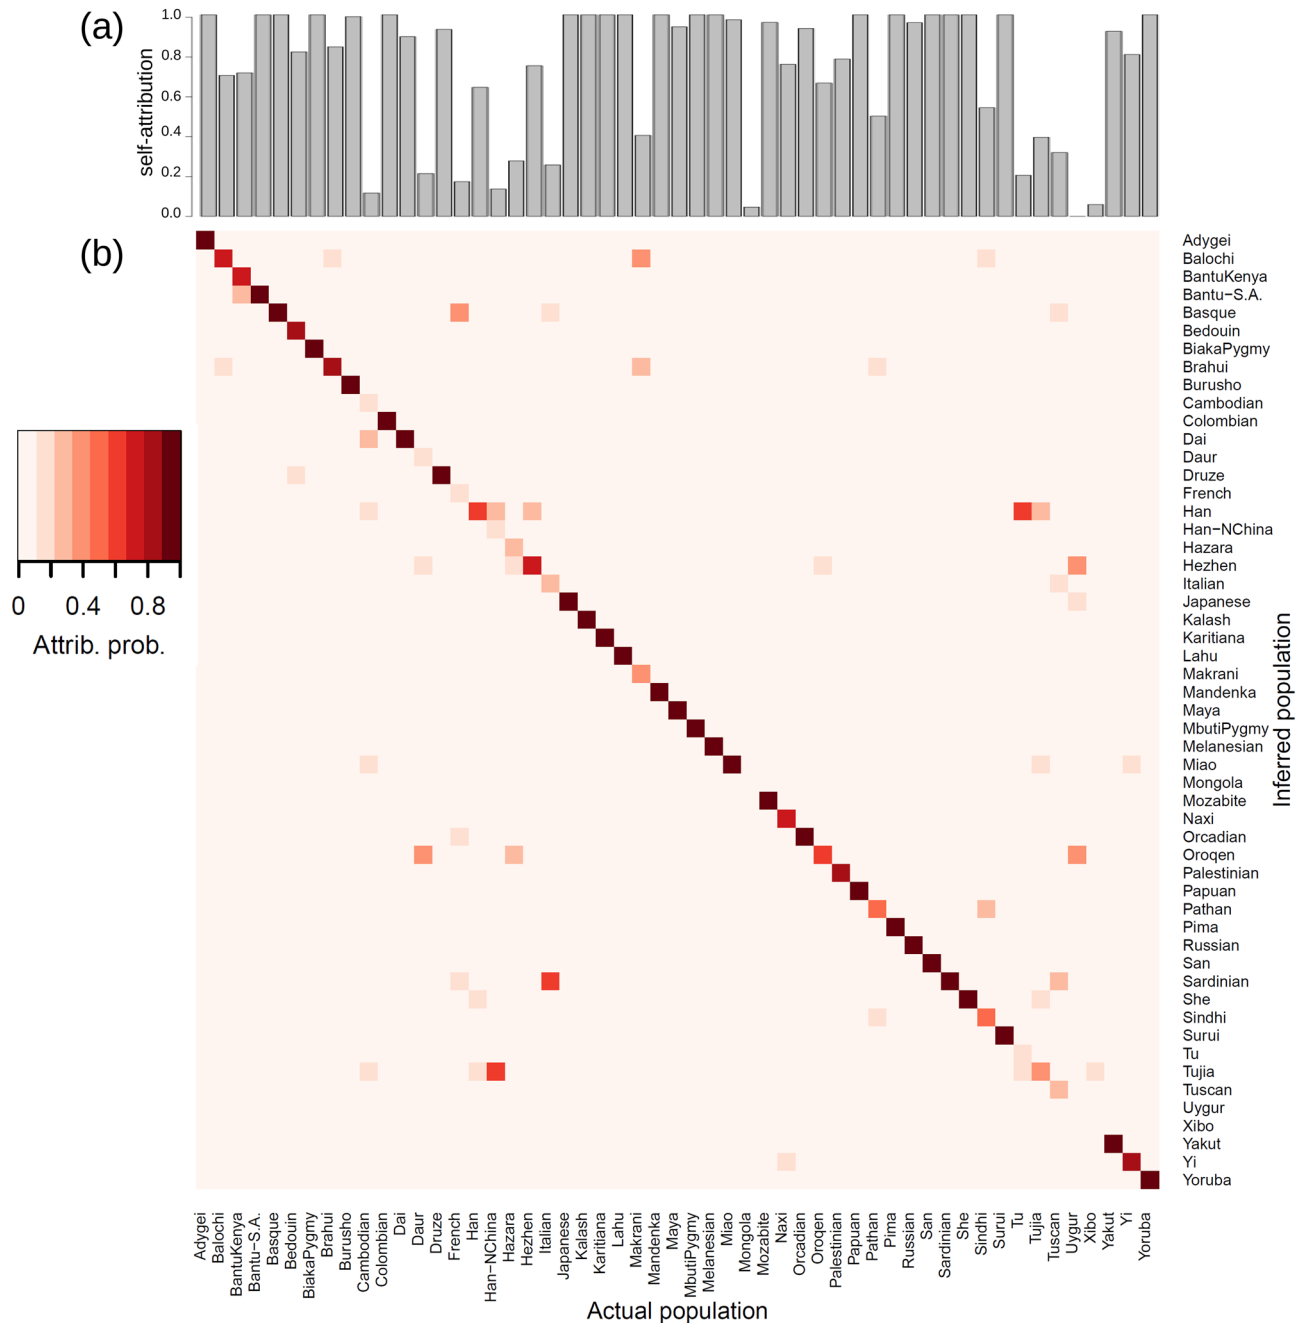 (a)
self-attribution
1.0
0.8
0.6
0.4
0.2
0.0
(b)
Adygei
Balochi
BantuKenya
Bantu−S.A.
Basque
Bedouin
BiakaPygmy
Brahui
Burusho
Cambodian
Colombian
Dai
Daur
Druze
French
Han
Han−NChina
Hazara
Hezhen
Italian
Japanese
Kalash
Karitiana
Lahu
Makrani
Mandenka
Maya
MbutiPygmy
Melanesian
Miao
Mongola
Mozabite
Naxi
Orcadian
Oroqen
Palestinian
Papuan
Pathan
Pima
Russian
San
Sardinian
She
Sindhi
Surui
Tu
Tujia
Tuscan
Uygur
Xibo
Yakut
Yi
Yoruba
Inferred population
0 0.4 0.8
Attrib. prob.
Adygei
Balochi
BantuKenya
Bantu−S.A.
Basque
Bedouin
BiakaPygmy
Brahui
Burusho
Cambodian
Colombian
Dai
Daur
Druze
French
Han
Han−NChina
Hazara
Hezhen
Italian
Japanese
Kalash
Karitiana
Lahu
Makrani
Mandenka
Maya
MbutiPygmy
Melanesian
Miao
Mongola
Mozabite
Naxi
Orcadian
Oroqen
Palestinian
Papuan
Pathan
Pima
Russian
San
Sardinian
She
Sindhi
Surui
Tu
Tujia
Tuscan
Uygur
Xibo
Yakut
Yi
Yoruba
Actual population